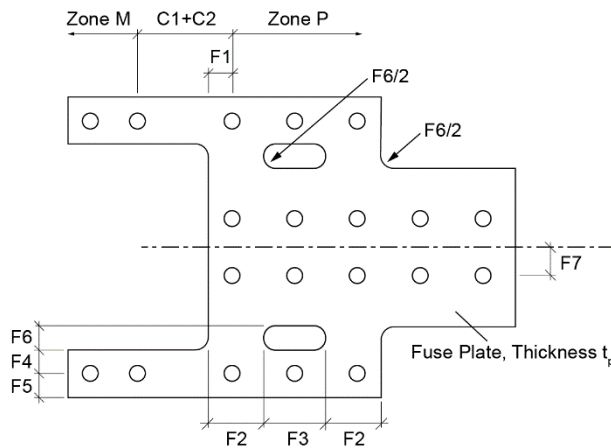 Zone M
C1+C2
Zone P
F1
F6/2
F6/2
F7
F6
F4
F5
Fuse Plate, Thickness t
F2
F3
F2